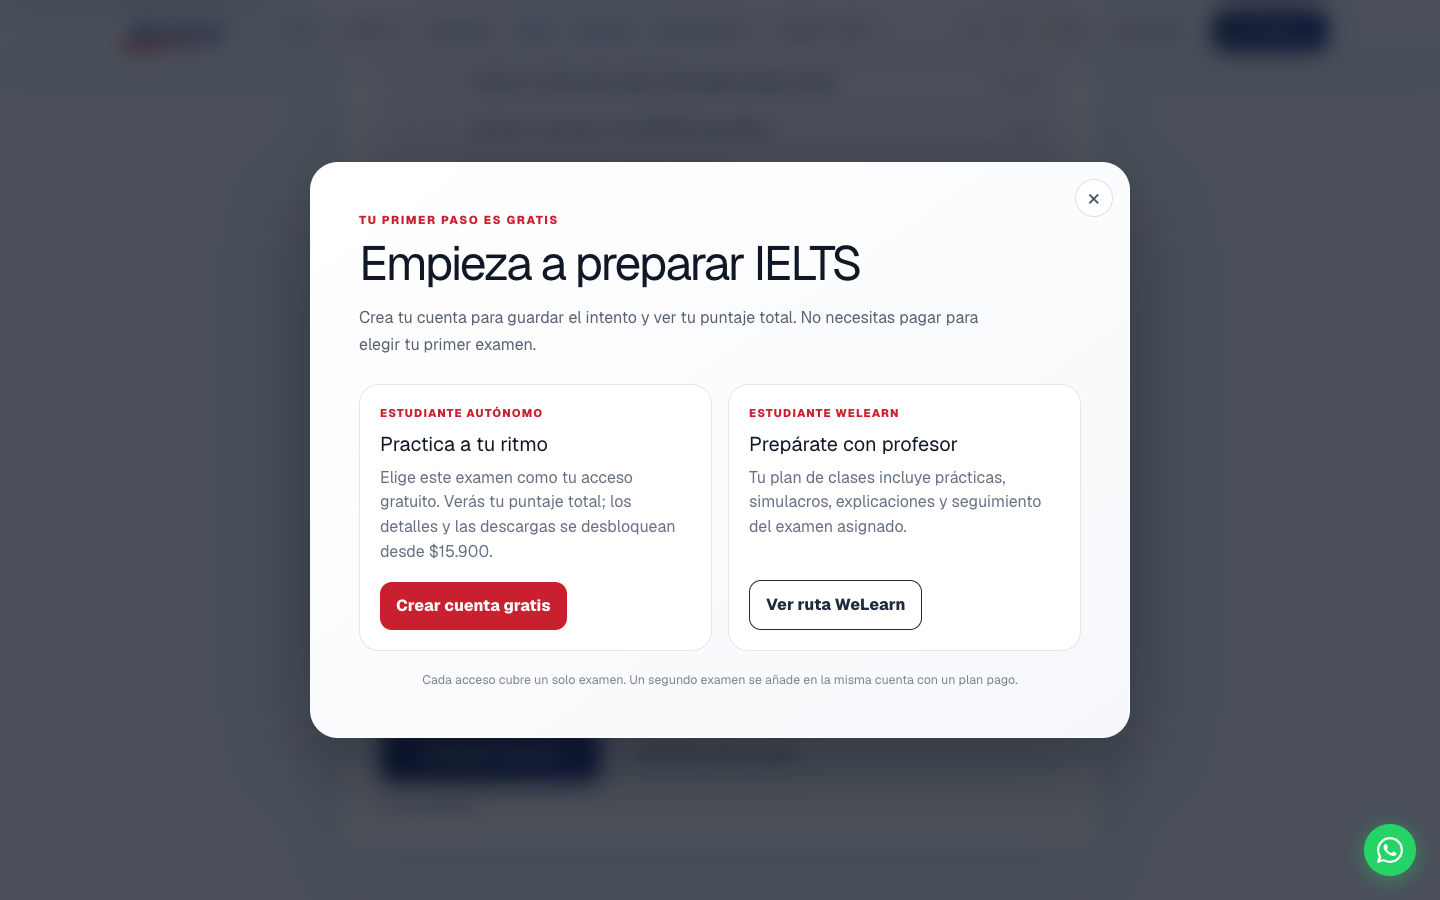 TU PRIMER PASO ES GRATIS
Empieza a preparar IELTS
Crea tu cuenta para guardar el intento y ver tu puntaje total. No necesitas pagar para
elegir tu primer examen.
ESTUDIANTE AUTÓNOMO
Practica a tu ritmo
Elige este examen como tu acceso
gratuito. Verás tu puntaje total; los
detalles y las descargas se desbloquean
desde $15.900.
Crear cuenta gratis
ESTUDIANTE WELEARN
Prepárate con profesor
Tu plan de clases incluye prácticas,
simulacros, explicaciones y seguimiento
del examen asignado.
Ver ruta WeLearn
Cada acceso cubre un solo examen. Un segundo examen se añade en la misma cuenta con un plan pago.